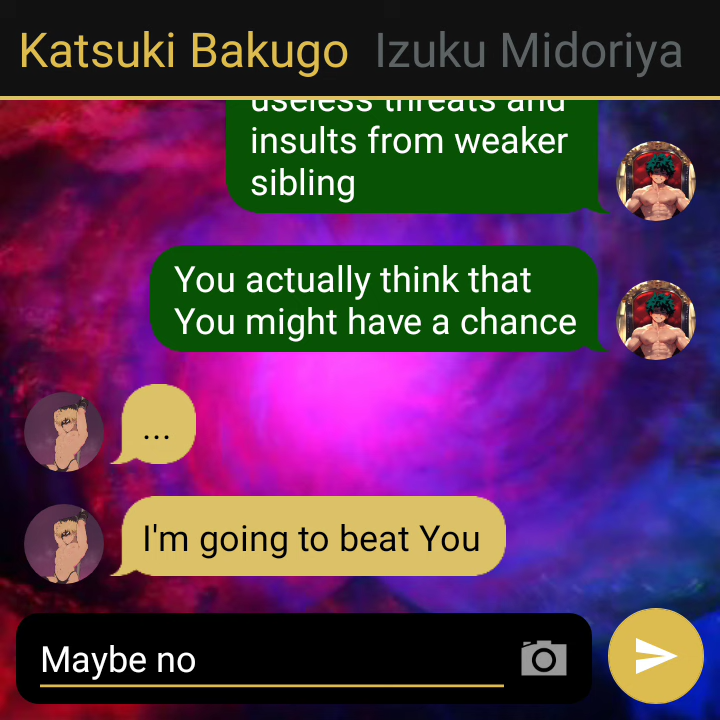 Katsuki Bakugo Izuku Midoriya
useless threats and
insults from weaker
sibling
You actually think that
You might have a chance
...
I'm going to beat You
Maybe no